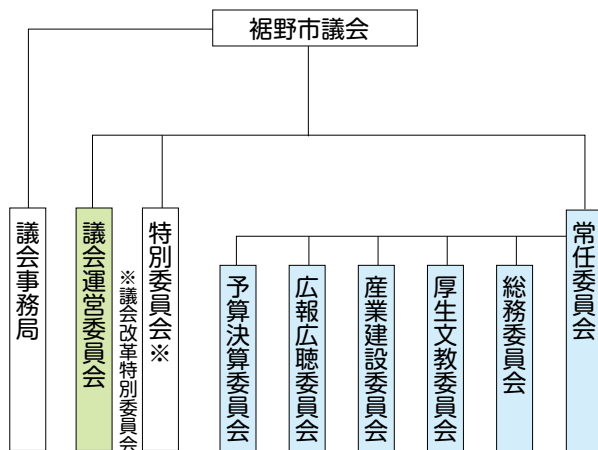 裾野市議会
常任委員会
総務委員会
厚生文教委員会
産業建設委員会
広報広聴委員会
予算決算委員会
特別委員会※
※議会改革特別委員会
議会運営委員会
議会事務局